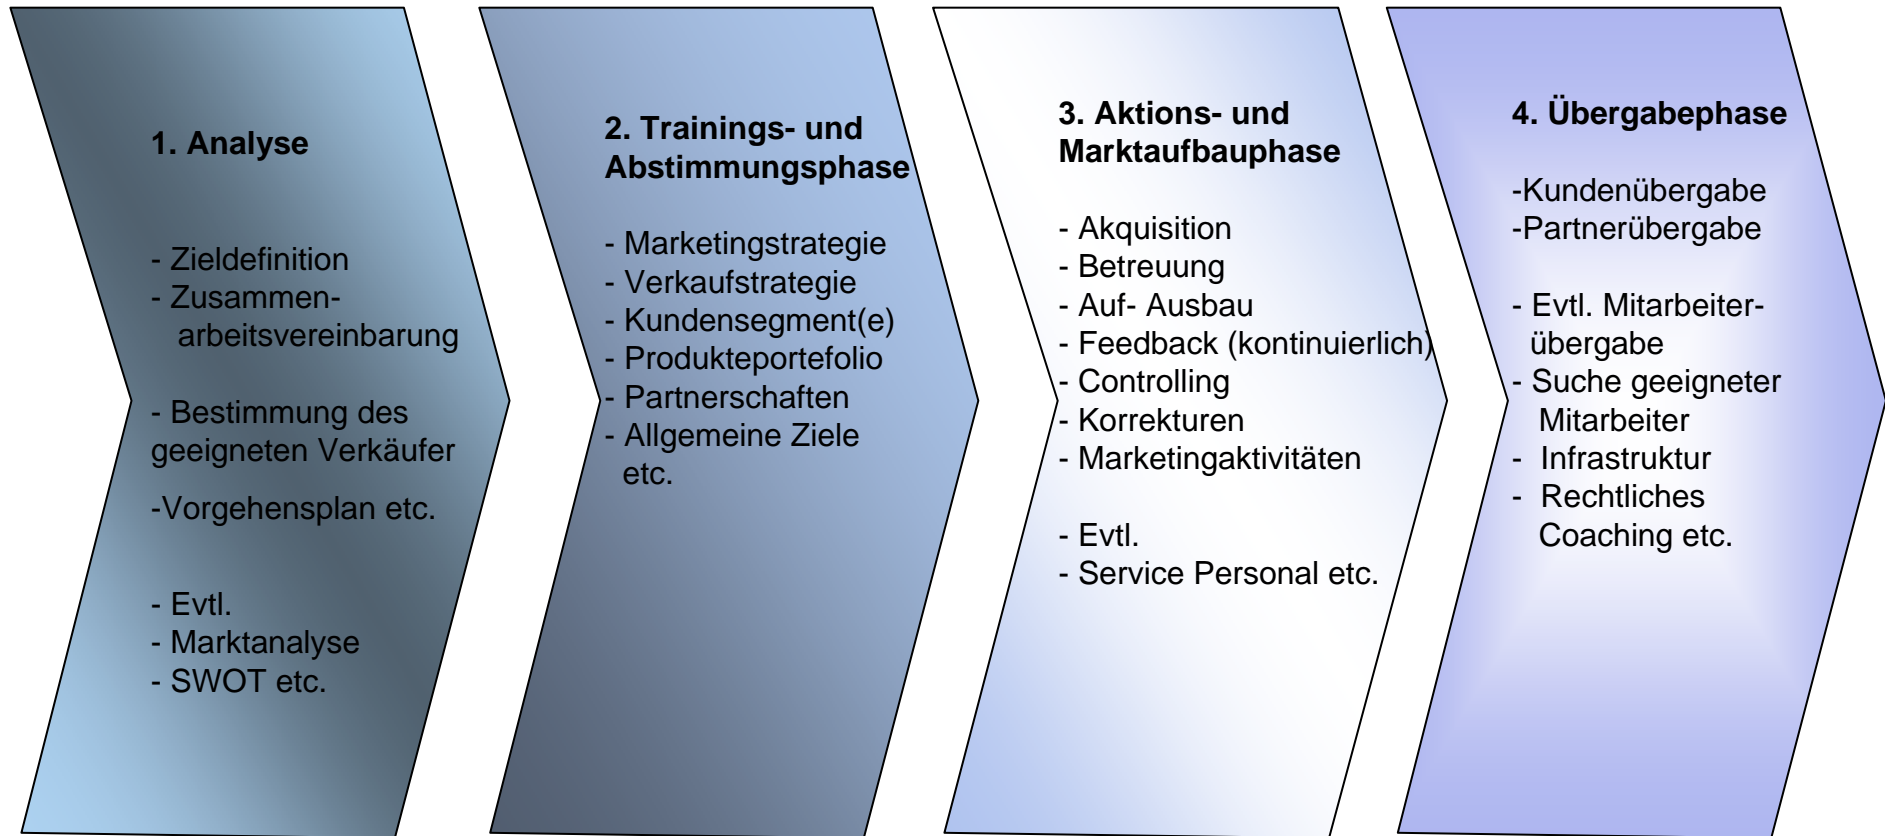 1. Analyse
- Zieldefinition
- Zusammen-
arbeitsvereinbarung
- Bestimmung des
geeigneten Verkäufer
-Vorgehensplan etc.
- Evtl.
- Marktanalyse
- SWOT etc.
2. Trainings- und
Abstimmungsphase
- Marketingstrategie
- Verkaufstrategie
- Kundensegment(e)
- Produkteportefolio
- Partnerschaften
- Allgemeine Ziele
etc.
3. Aktions- und
Marktaufbauphase
- Akquisition
- Betreuung
- Auf- Ausbau
- Feedback (kontinuierlich)
- Controlling
- Korrekturen
- Marketingaktivitäten
- Evtl.
- Service Personal etc.
4. Übergabephase
-Kundenübergabe
-Partnerübergabe
- Evtl. Mitarbeiter-
übergabe
- Suche geeigneter
Mitarbeiter
- Infrastruktur
- Rechtliches
Coaching etc.